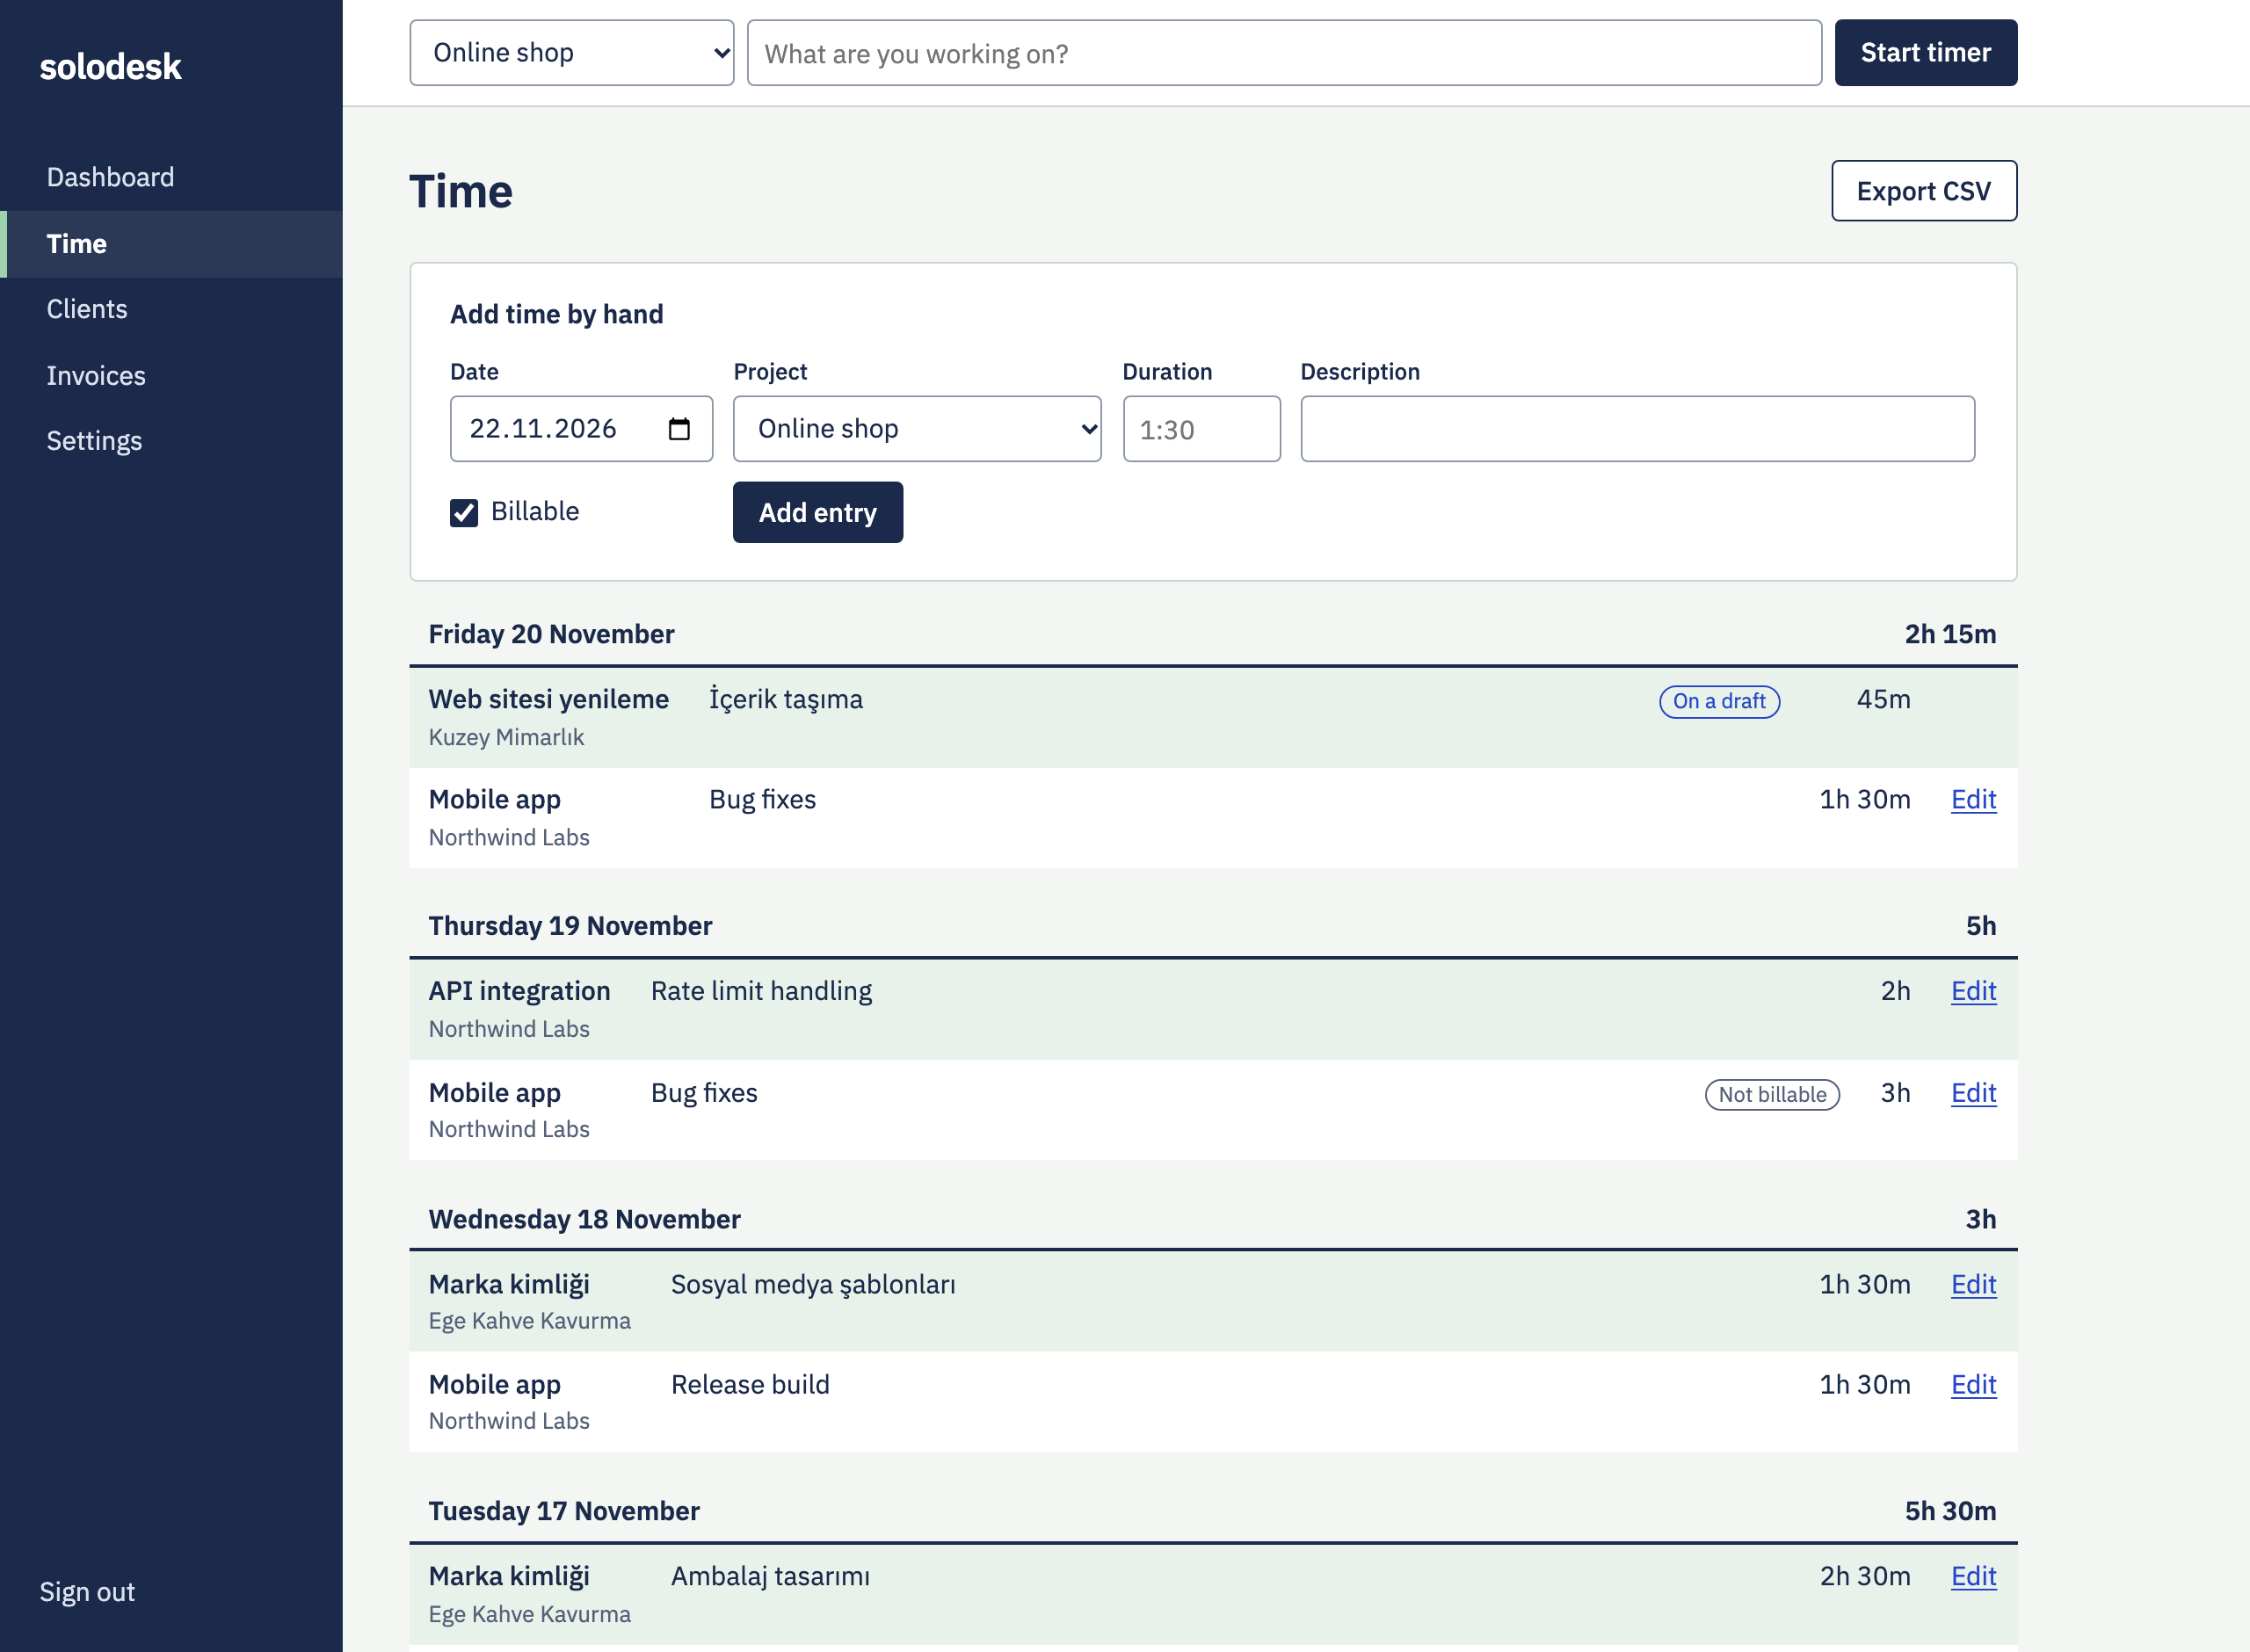 solodesk
Dashboard
Time
Clients
Invoices
Settings
Sign out
Online shop
What are you working on?
Start timer
Time
Export CSV
Add time by hand
Date Project Duration Description
22.11.2026 Online shop 1:30
Billable Add entry
Friday 20 November 2h 15m
Web sitesi yenileme İçerik taşıma On a draft 45m
Kuzey Mimarlık
Mobile app Bug fixes 1h 30m Edit
Northwind Labs
Thursday 19 November 5h
API integration Rate limit handling 2h Edit
Northwind Labs
Mobile app Bug fixes Not billable 3h Edit
Northwind Labs
Wednesday 18 November 3h
Marka kimliği Sosyal medya şablonları 1h 30m Edit
Ege Kahve Kavurma
Mobile app Release build 1h 30m Edit
Northwind Labs
Tuesday 17 November 5h 30m
Marka kimliği Ambalaj tasarımı 2h 30m Edit
Ege Kahve Kavurma